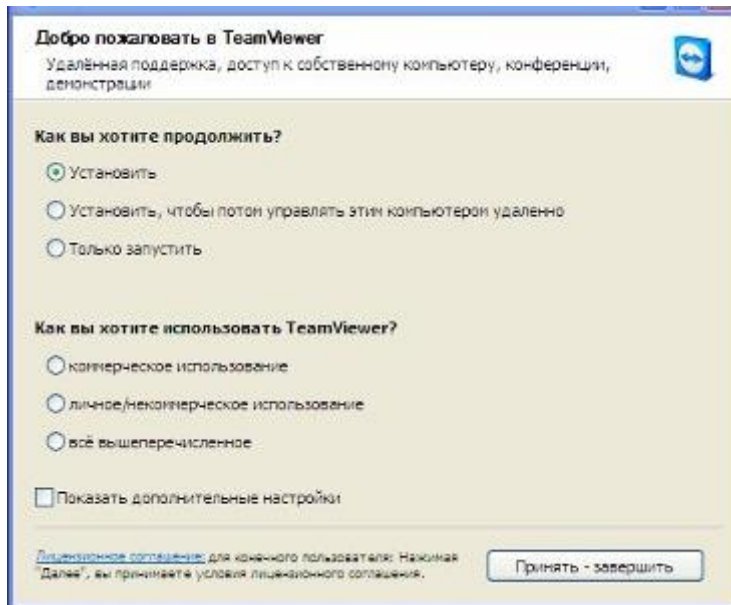 Добро пожаловать в TeamViewer
Удалённая поддержка, доступ к собственному компьютеру, конференции,
демонстрации
Как вы хотите продолжить?
Установить
Установить, чтобы потом управлять этим компьютером удаленно
Только запустить
Как вы хотите использовать TeamViewer?
коммерческое использование
личное/некоммерческое использование
всё вышеперечисленное
Показать дополнительные настройки
Лицензионное соглашение: для конечного пользователя: Нажимая
"Далее", вы принимаете условия лицензионного соглашения.
Принять - завершить